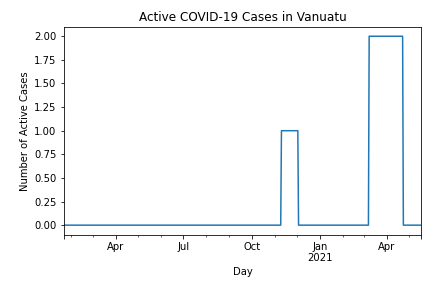 Active COVID-19 Cases in Vanuatu
Number of Active Cases
2.00
1.75
1.50
1.25
1.00
0.75
0.50
0.25
0.00
Apr Jul Oct Jan Apr
2021
Day